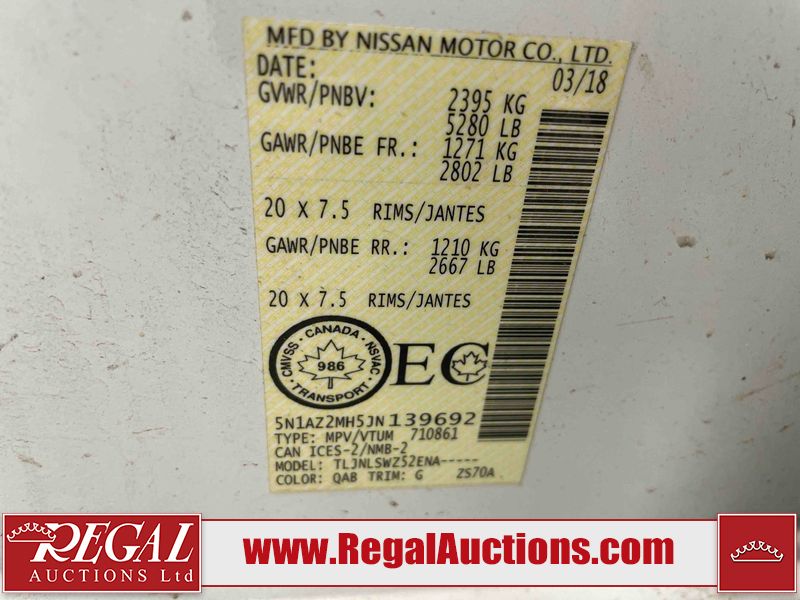 MFD BY NISSAN MOTOR CO., LTD.
DATE: 03/18
GVWR/PNBV: 2395 KG
5280 LB
GAWR/PNBE FR.: 1271 KG
2802 LB
20 X 7.5 RIMS/JANTES
GAWR/PNBE RR.: 1210 KG
2667 LB
20 X 7.5 RIMS/JANTES
CMVSS · CANADA · NSVAC
986
· TRANSPORT ·
EC
5N1AZ2MH5JN139692
TYPE: MPV/VTUM 710861
CAN ICES-2/NMB-2
MODEL: TLJNLSWZ52ENA-----
COLOR: QAB TRIM: G ZS70A
REGAL
AUCTIONS Ltd
www.RegalAuctions.com